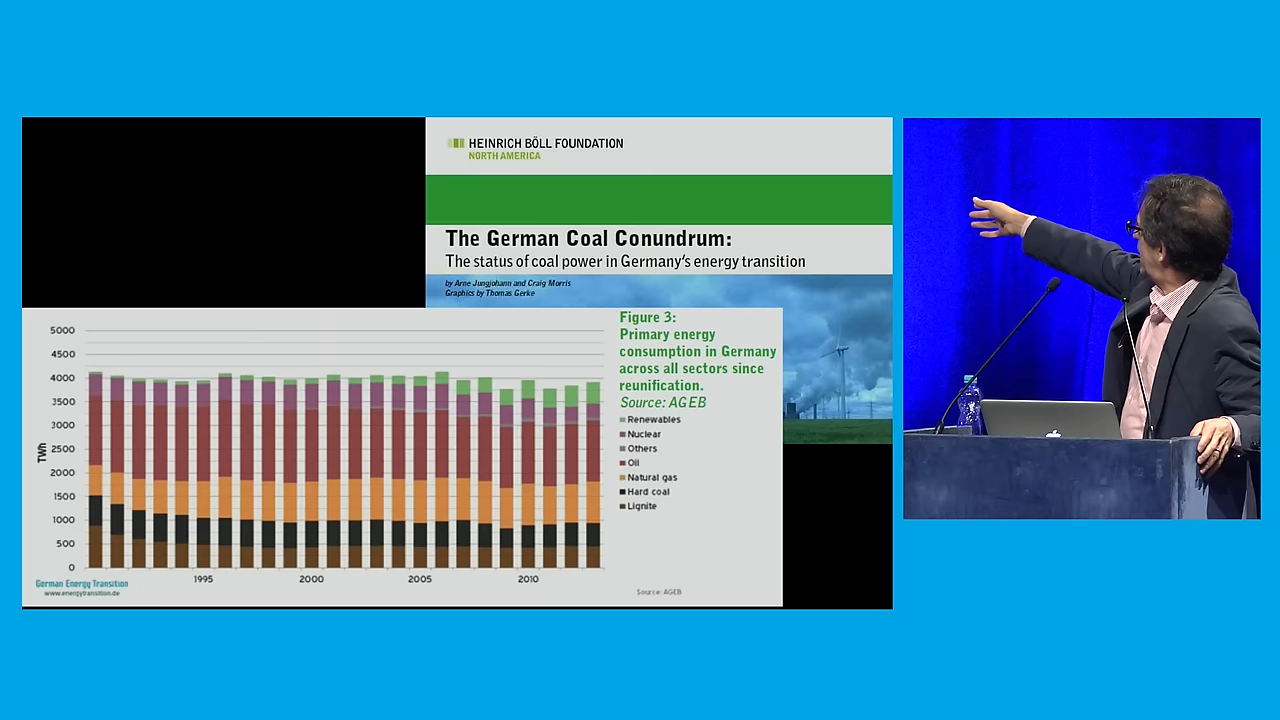 HEINRICH BÖLL FOUNDATION
NORTH AMERICA
The German Coal Conundrum:
The status of coal power in Germany's energy transition
by Arne Jungjohann and Craig Morris
Graphics by Thomas Gerke
Figure 3:
Primary energy
consumption in Germany
across all sectors since
reunification.
Source: AGEB
Renewables
Nuclear
Others
Oil
Natural gas
Hard coal
Lignite
TWh
5000
4500
4000
3500
3000
2500
2000
1500
1000
500
0
1995
2000
2005
2010
German Energy Transition
www.energytransition.de
Source: AGEB